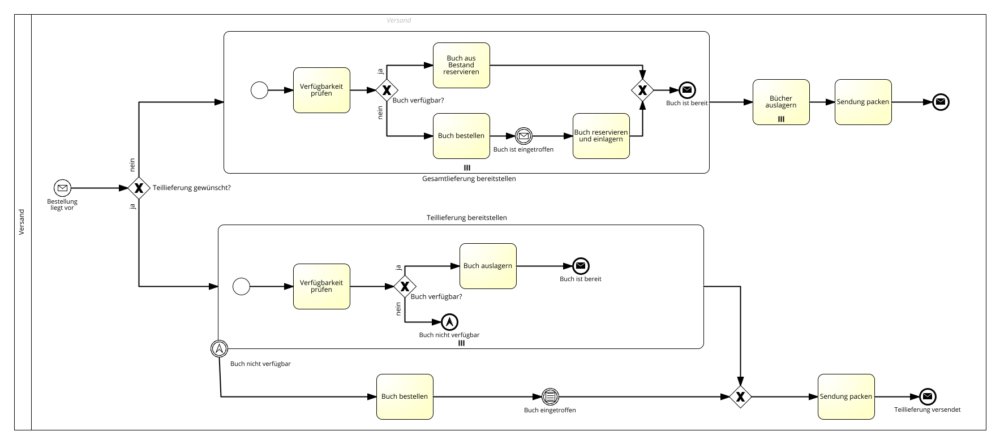 Versand
Versand
Verfügbarkeit
prüfen
ja
nein
Buch verfügbar?
Buch aus
Bestand
reservieren
Buch bestellen
Buch ist eingetroffen
Buch reservieren
und einlagern
Buch ist bereit
Gesamtlieferung bereitstellen
Bücher
auslagern
Sendung packen
Bestellung
liegt vor
nein
Teillieferung gewünscht?
ja
Teillieferung bereitstellen
Verfügbarkeit
prüfen
ja
nein
Buch verfügbar?
Buch auslagern
Buch ist bereit
Buch nicht verfügbar
Buch nicht verfügbar
Buch bestellen
Buch eingetroffen
Sendung packen
Teillieferung versendet